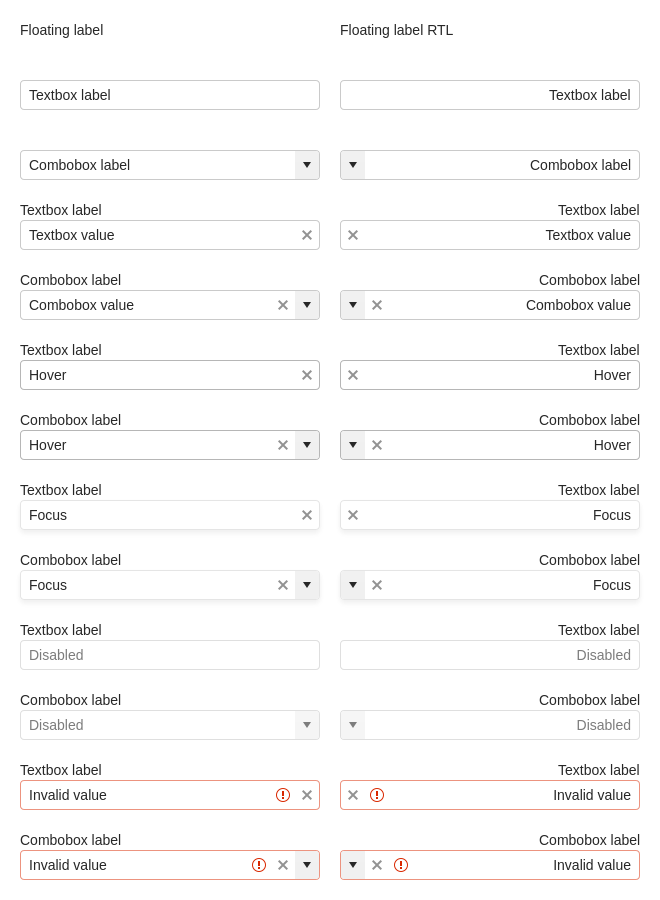 Floating label
Floating label RTL
Textbox label
Textbox label
Combobox label
Combobox label
Textbox label
Textbox label
Textbox value
Textbox value
Combobox label
Combobox label
Combobox value
Combobox value
Textbox label
Textbox label
Hover
Hover
Combobox label
Combobox label
Hover
Hover
Textbox label
Textbox label
Focus
Focus
Combobox label
Combobox label
Focus
Focus
Textbox label
Textbox label
Disabled
Disabled
Combobox label
Combobox label
Disabled
Disabled
Textbox label
Textbox label
Invalid value
Invalid value
Combobox label
Combobox label
Invalid value
Invalid value